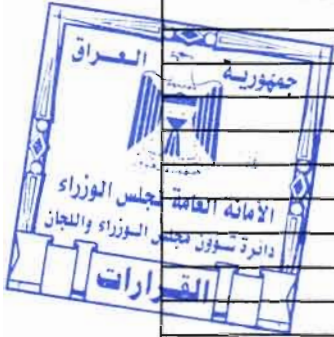 جمهورية العراق
الأمانة العامة لمجلس الوزراء
دائرة شؤون مجلس الوزراء واللجان
القرارات